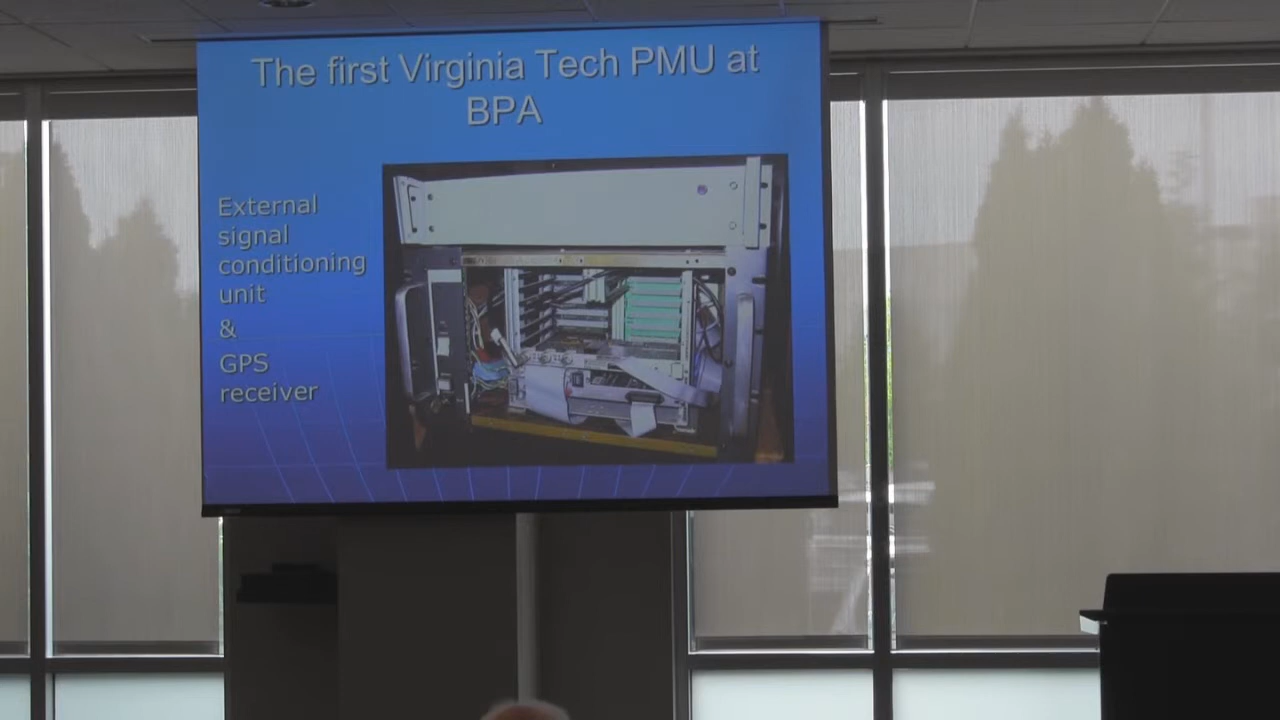 The first Virginia Tech PMU at
BPA
External
signal
conditioning
unit
&
GPS
receiver